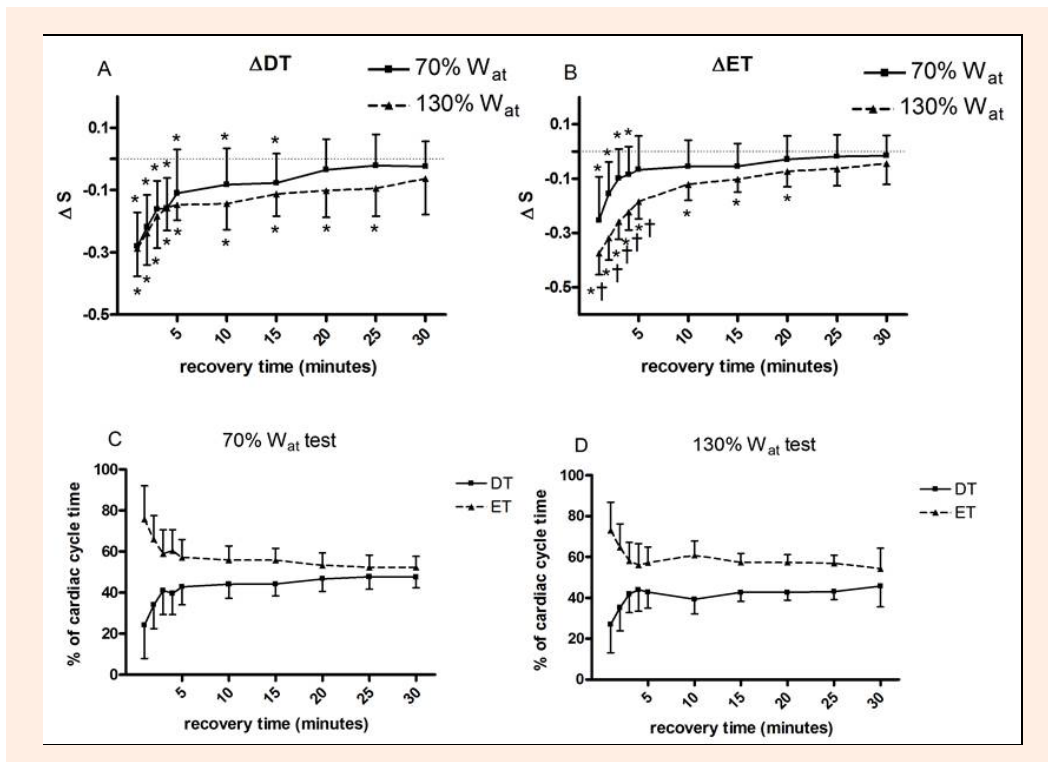 A
ΔDT
70% Wat
130% Wat
0.1
-0.1
-0.3
-0.5
Δ S
* * * * * * *
* * * * * * * * *
5 10 15 20 25 30
recovery time (minutes)
B
ΔET
70% Wat
130% Wat
0.1
-0.1
-0.3
-0.5
Δ S
* * * *
*† *† *† *† *† * * *
5 10 15 20 25 30
recovery time (minutes)
C
70% Wat test
DT
ET
100
80
60
40
20
0
% of cardiac cycle time
5 10 15 20 25 30
recovery time (minutes)
D
130% Wat test
DT
ET
100
80
60
40
20
0
% of cardiac cycle time
5 10 15 20 25 30
recovery time (minutes)